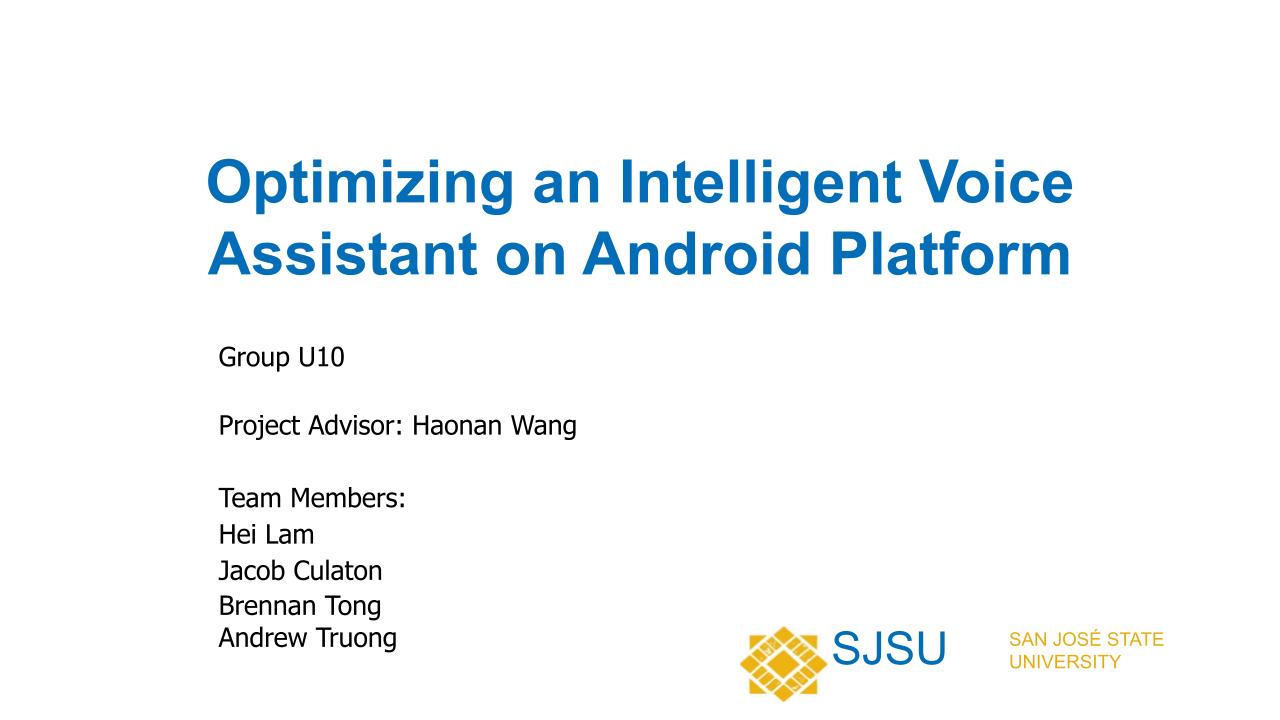 Optimizing an Intelligent Voice
Assistant on Android Platform
Group U10
Project Advisor: Haonan Wang
Team Members:
Hei Lam
Jacob Culaton
Brennan Tong
Andrew Truong
SJSU
SAN JOSÉ STATE
UNIVERSITY